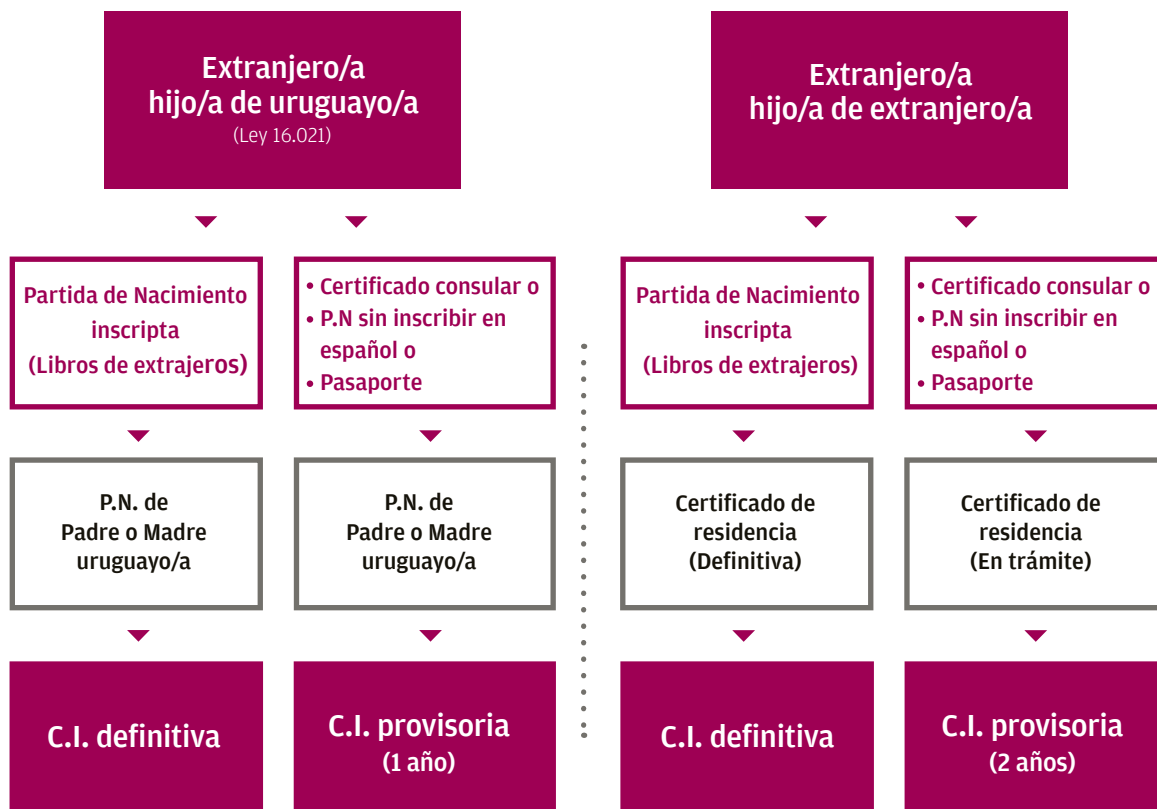 Extranjero/a
hijo/a de uruguayo/a
(Ley 16.021)
Extranjero/a
hijo/a de extranjero/a
Partida de Nacimiento
inscripta
(Libros de extrajeros)
• Certificado consular o
• P.N sin inscribir en
español o
• Pasaporte
Partida de Nacimiento
inscripta
(Libros de extrajeros)
• Certificado consular o
• P.N sin inscribir en
español o
• Pasaporte
P.N. de
Padre o Madre
uruguayo/a
P.N. de
Padre o Madre
uruguayo/a
Certificado de
residencia
(Definitiva)
Certificado de
residencia
(En trámite)
C.I. definitiva
C.I. provisoria
(1 año)
C.I. definitiva
C.I. provisoria
(2 años)